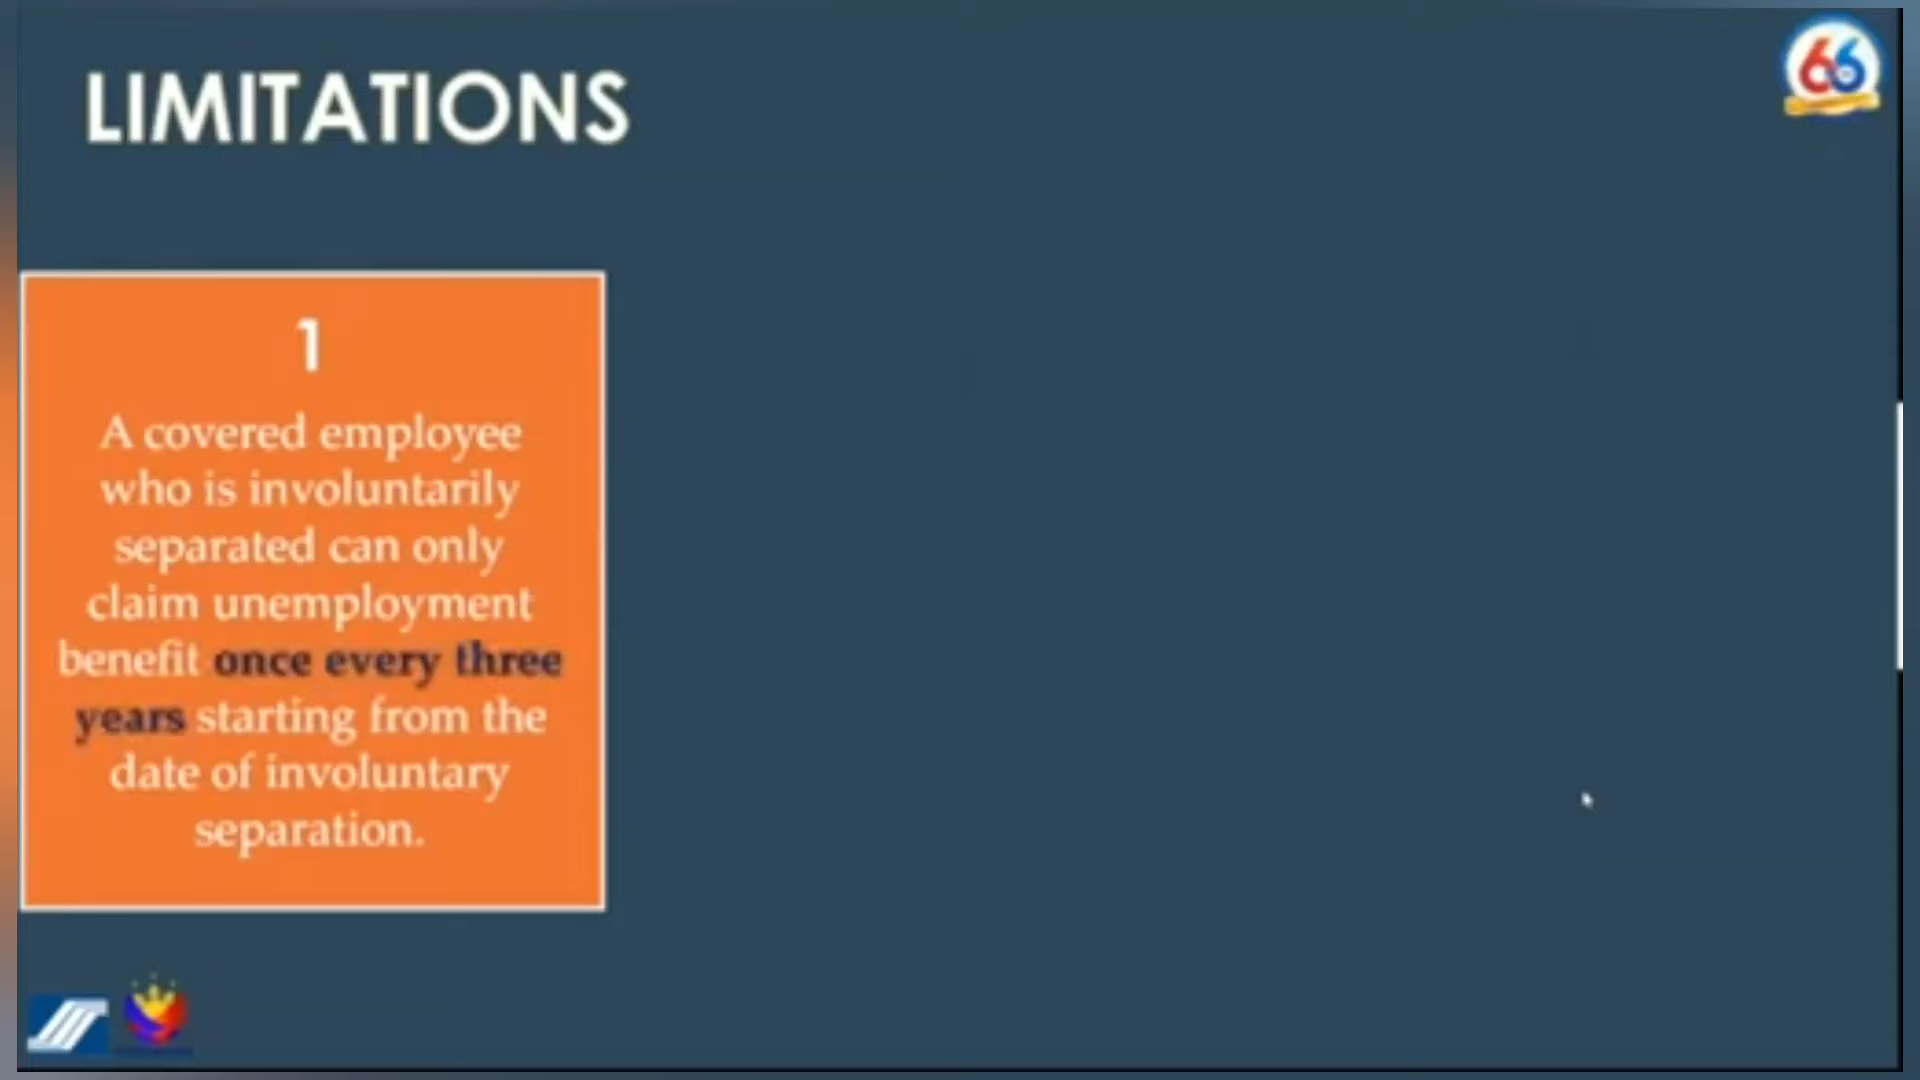 LIMITATIONS
66
1
A covered employee
who is involuntarily
separated can only
claim unemployment
benefit once every three
years starting from the
date of involuntary
separation.